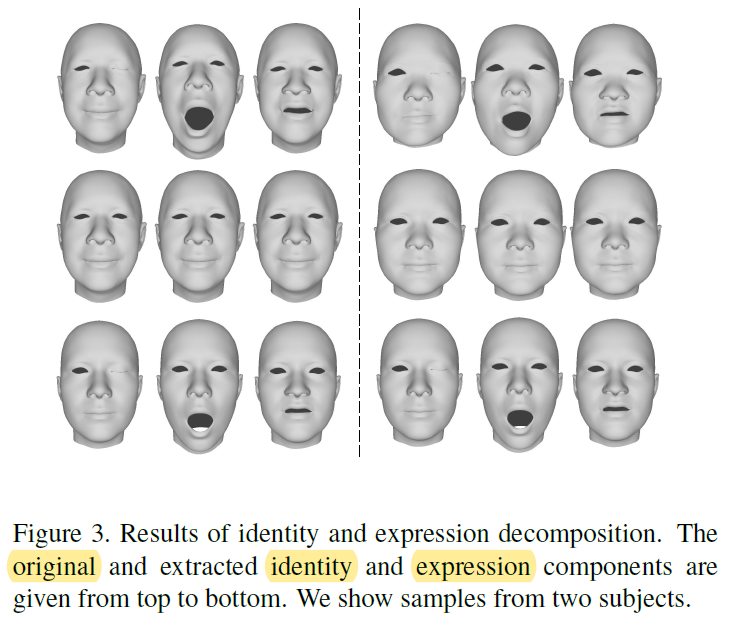 Figure 3. Results of identity and expression decomposition. The
original and extracted identity and expression components are
given from top to bottom. We show samples from two subjects.